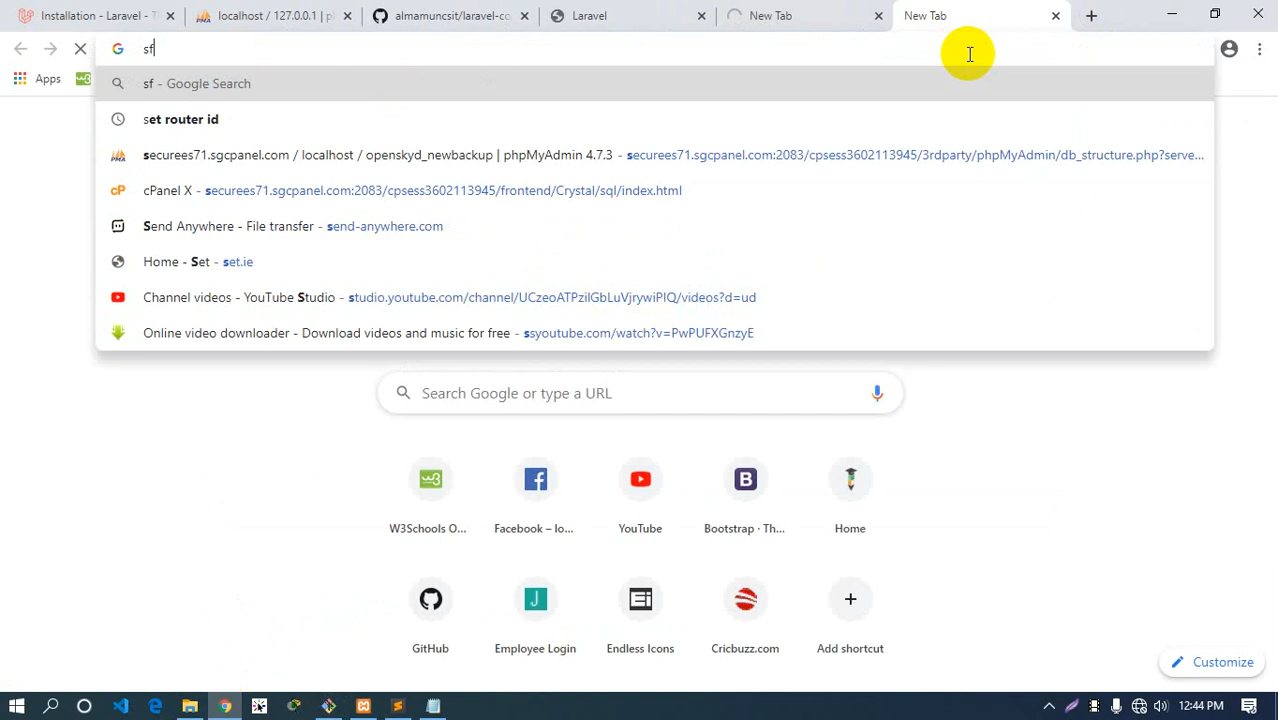 Installation - Laravel - T
localhost / 127.0.0.1 | pl
almamuncsit/laravel-co
Laravel
New Tab
New Tab
sf
Apps
sf - Google Search
set router id
securees71.sgcpanel.com / localhost / openskyd_newbackup | phpMyAdmin 4.7.3 - securees71.sgcpanel.com:2083/cpsess3602113945/3rdparty/phpMyAdmin/db_structure.php?serve...
cPanel X - securees71.sgcpanel.com:2083/cpsess3602113945/frontend/Crystal/sql/index.html
Send Anywhere - File transfer - send-anywhere.com
Home - Set - set.ie
Channel videos - YouTube Studio - studio.youtube.com/channel/UCzeoATPzilGbLuVjrywiPIQ/videos?d=ud
Online video downloader - Download videos and music for free - ssyoutube.com/watch?v=PwPUFXGnzyE
Search Google or type a URL
W3Schools O...
Facebook – lo...
YouTube
Bootstrap · Th...
Home
GitHub
Employee Login
Endless Icons
Cricbuzz.com
Add shortcut
Customize
12:44 PM